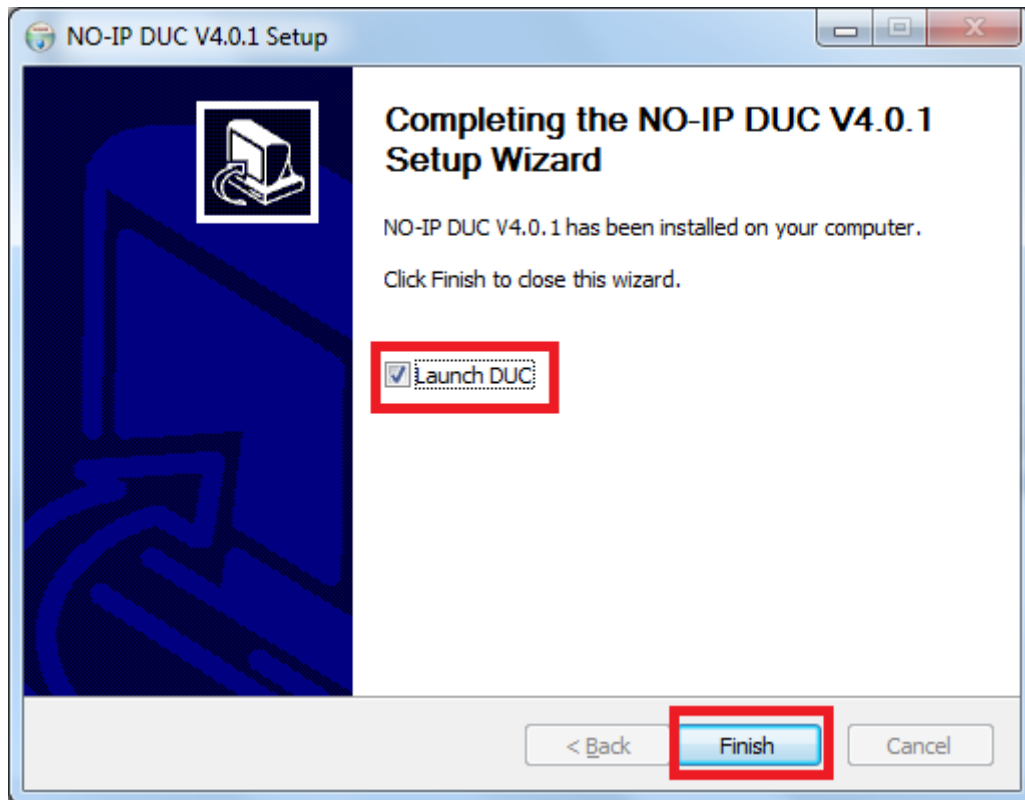 NO-IP DUC V4.0.1 Setup
Completing the NO-IP DUC V4.0.1
Setup Wizard
NO-IP DUC V4.0.1 has been installed on your computer.
Click Finish to close this wizard.
Launch DUC
< Back Finish Cancel